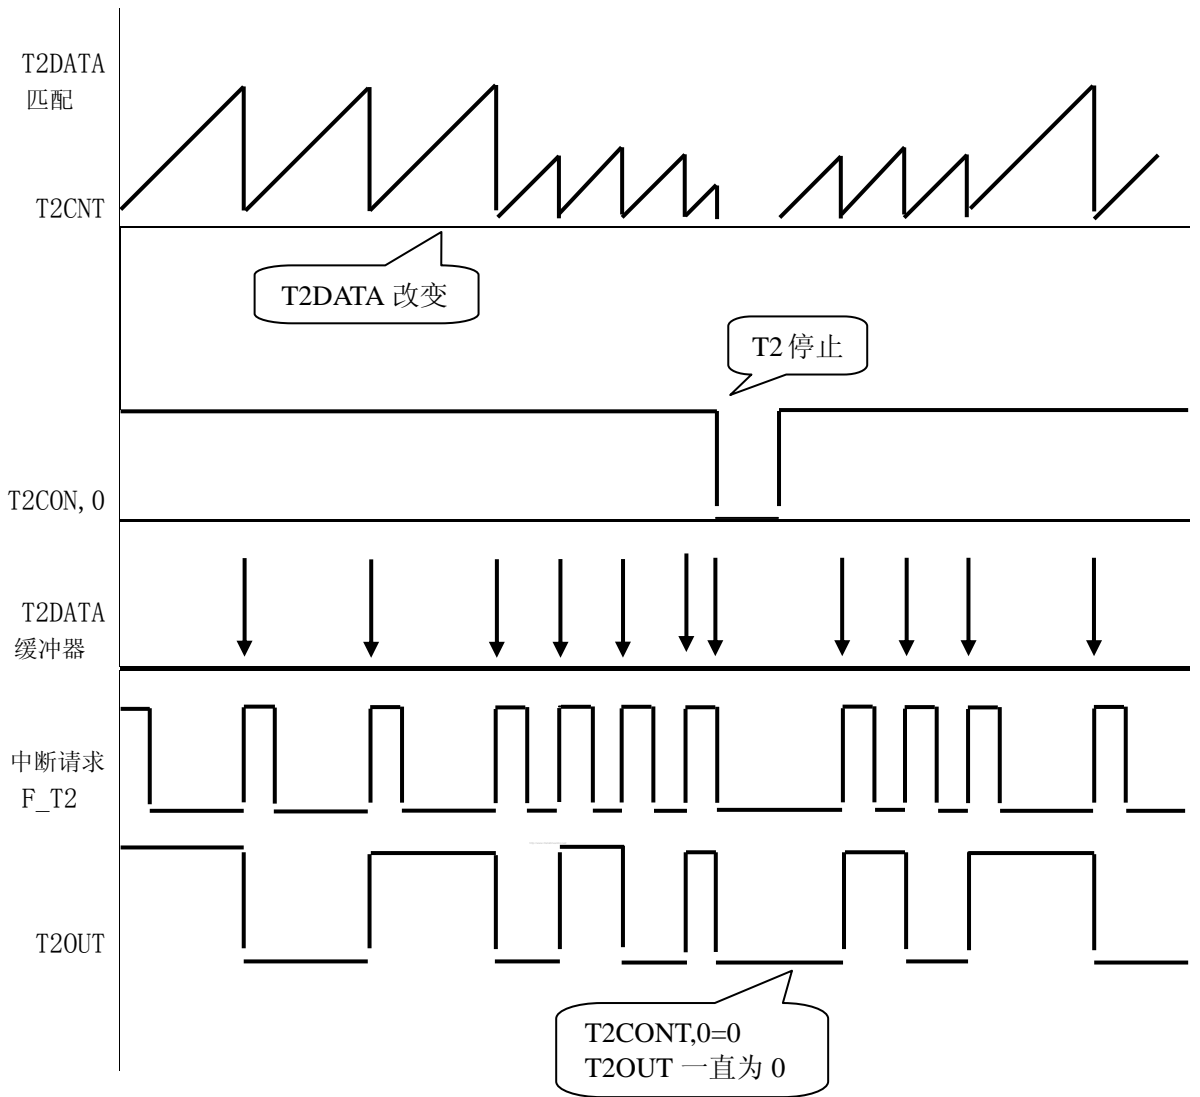 T2DATA
匹配
T2CNT
T2DATA 改变
T2 停止
T2CON, 0
T2DATA
缓冲器
中断请求
F_T2
T2OUT
T2CONT,0=0
T2OUT 一直为 0